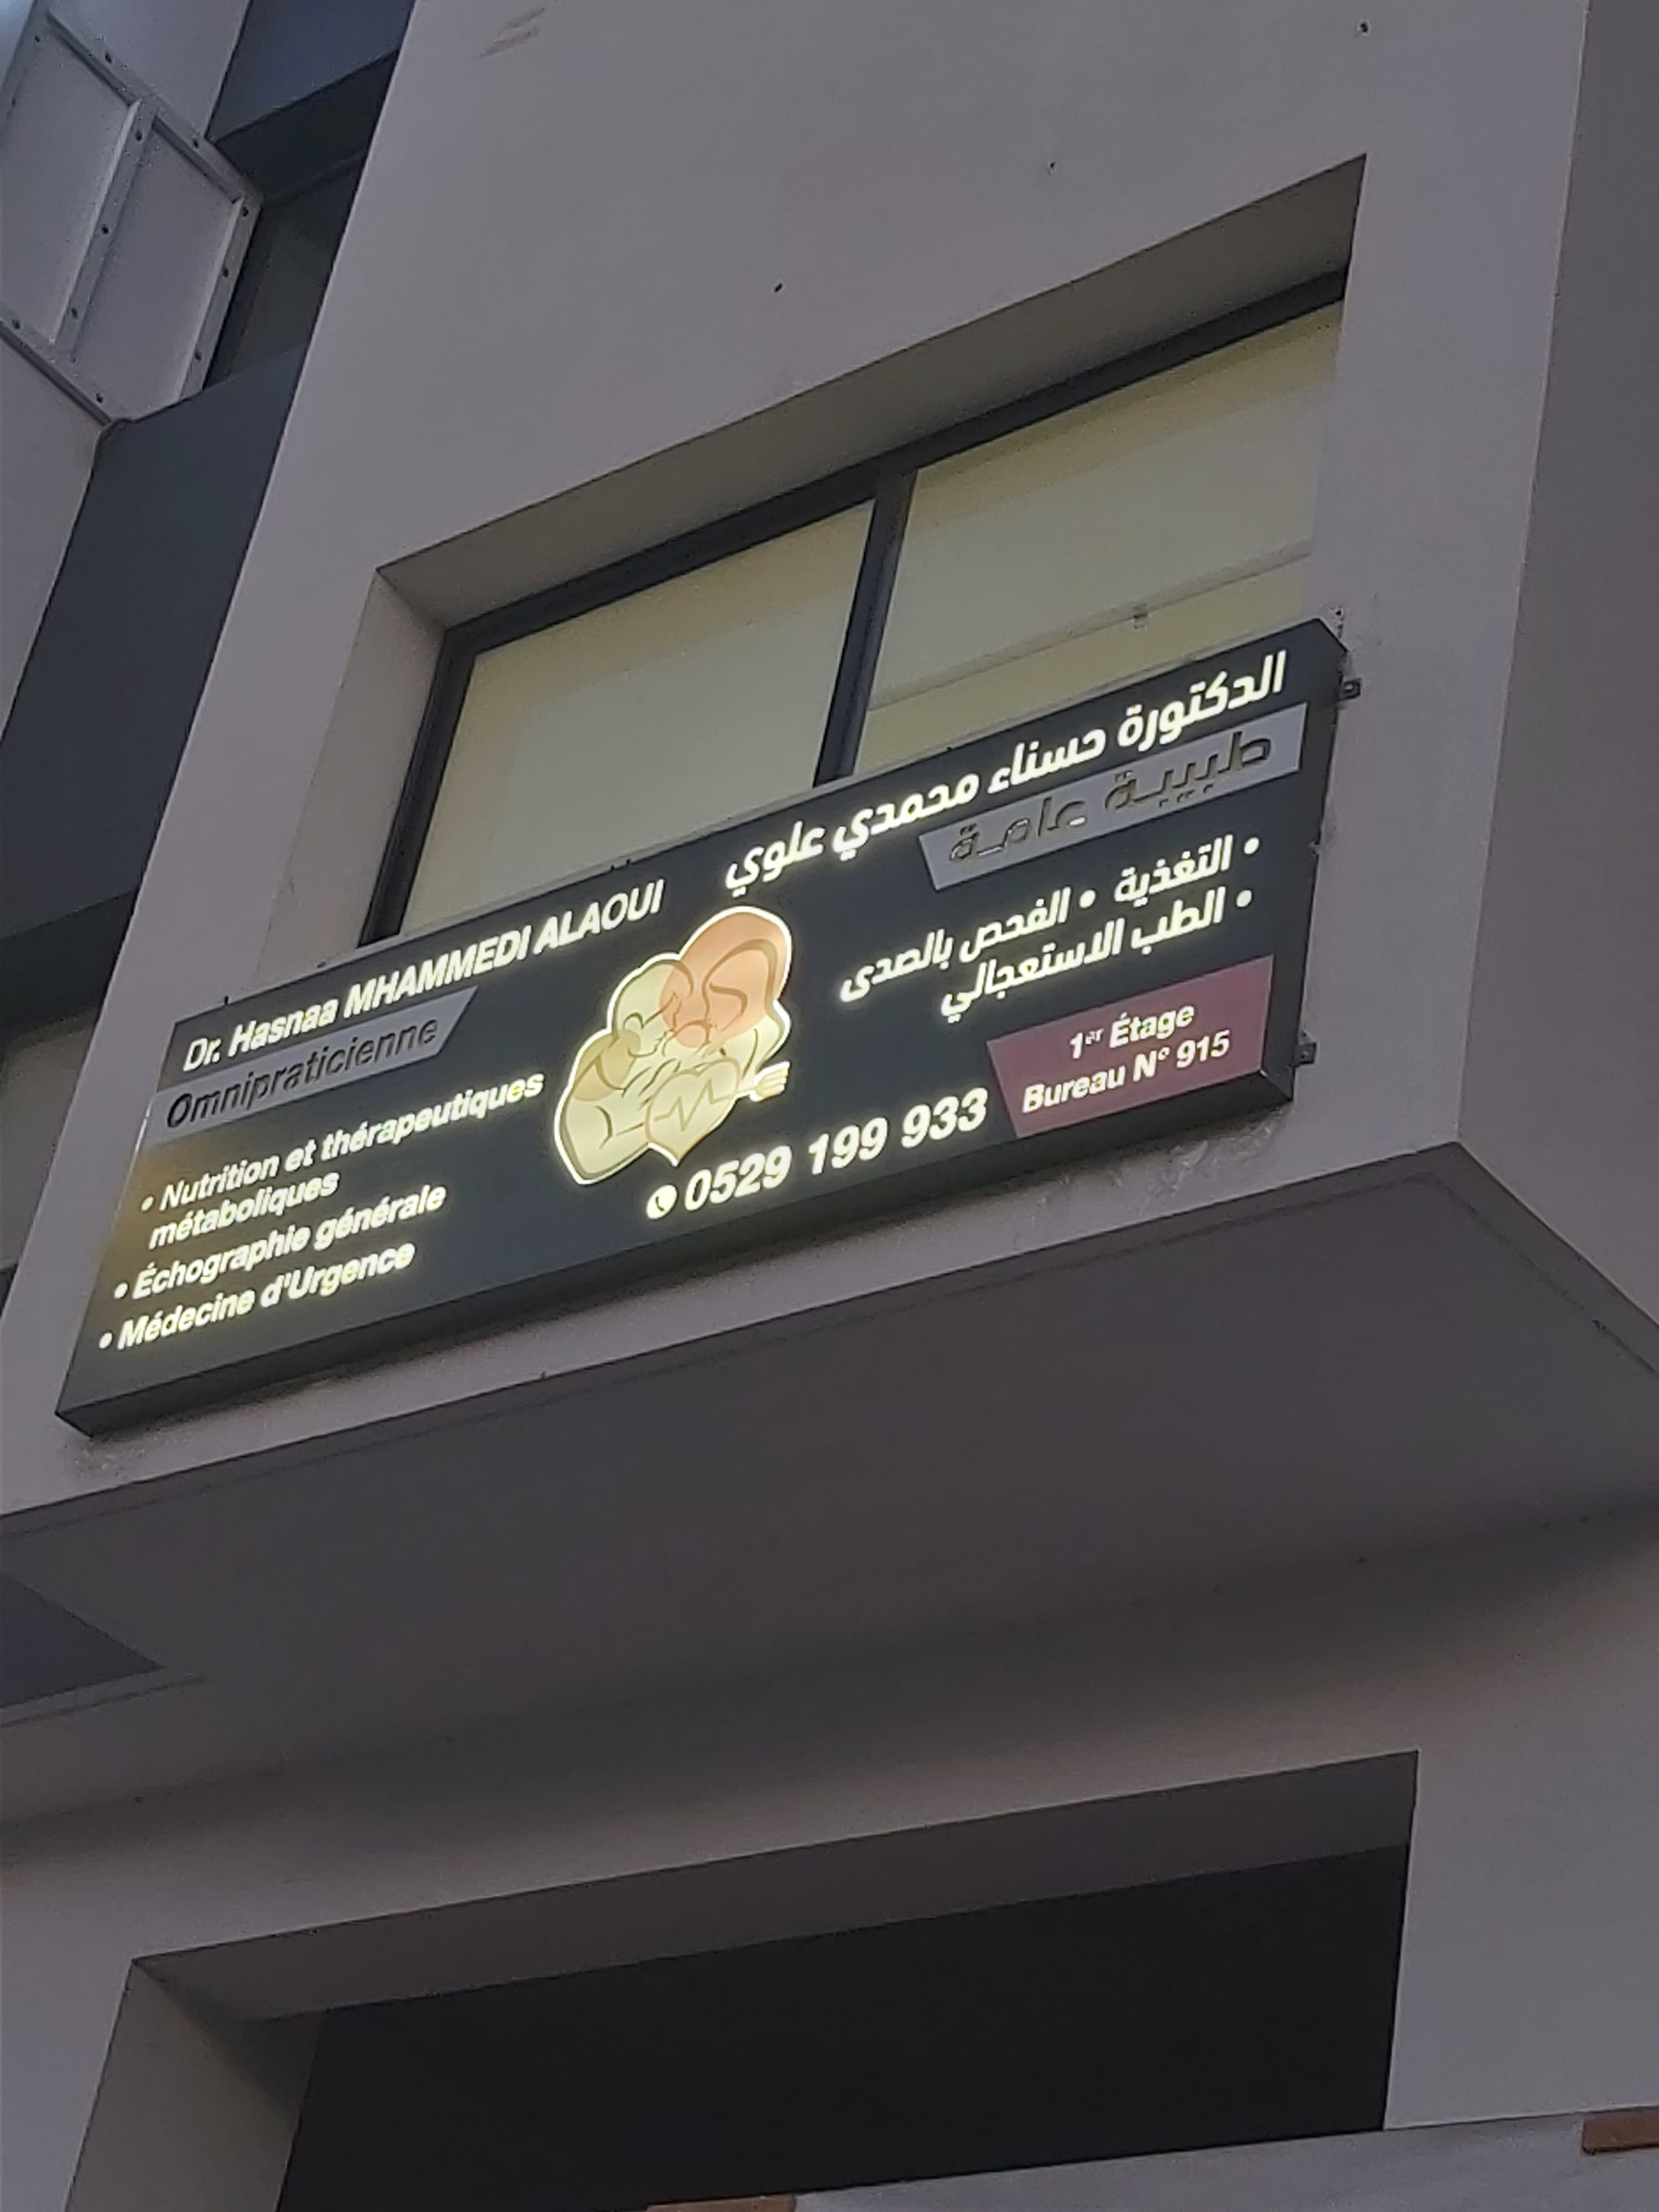 الدكتورة حسناء محمدي علوي
طبيبة عامة
• التغذية • الفحص بالصدى
• الطب الاستعجالي
Dr. Hasnaa MHAMMEDI ALAOUI
Omnipraticienne
• Nutrition et thérapeutiques
métaboliques
• Échographie générale
• Médecine d'Urgence
0529 199 933
1er Étage
Bureau N° 915